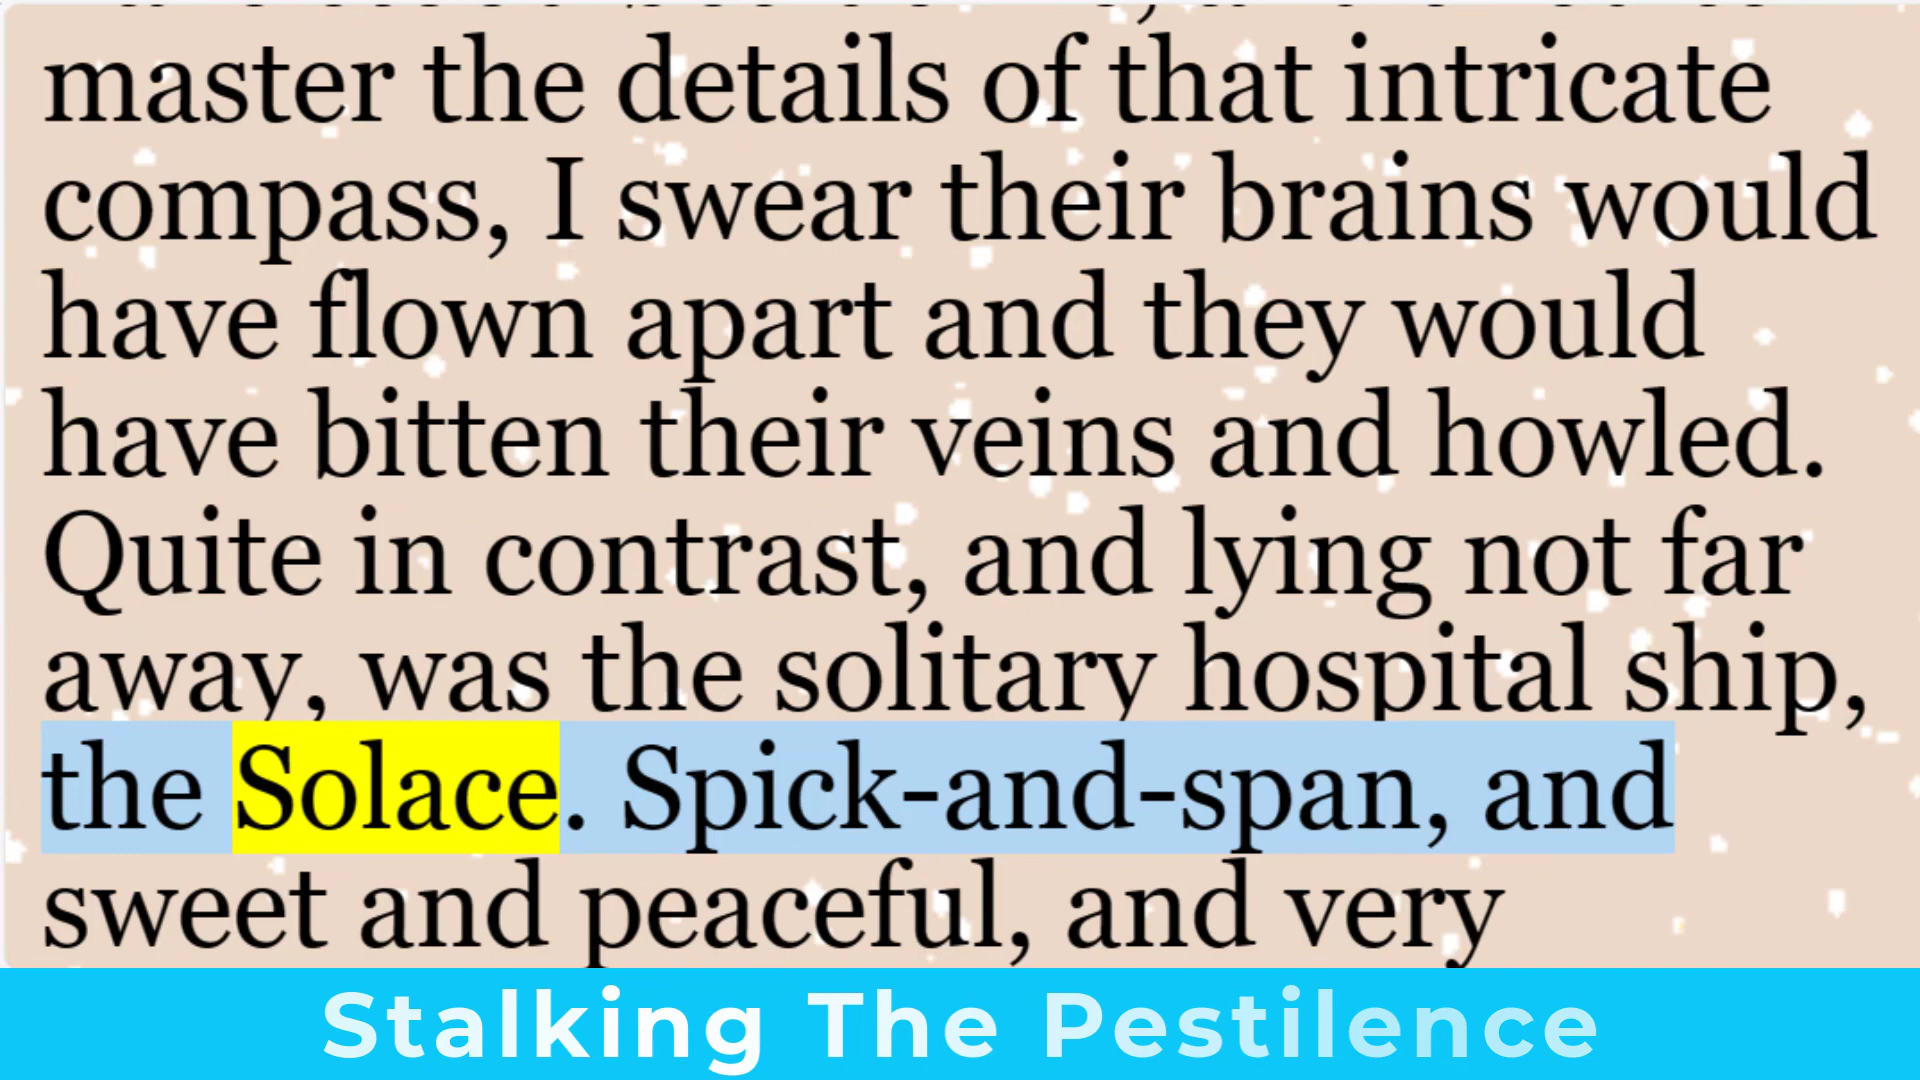 master the details of that intricate
compass, I swear their brains would
have flown apart and they would
have bitten their veins and howled.
Quite in contrast, and lying not far
away, was the solitary hospital ship,
the Solace. Spick-and-span, and
sweet and peaceful, and very
Stalking The Pestilence